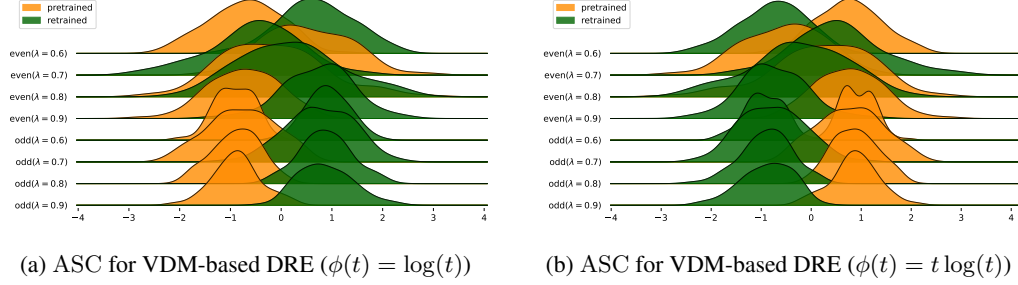 pretrained
retrained
even(λ = 0.6)
even(λ = 0.7)
even(λ = 0.8)
even(λ = 0.9)
odd(λ = 0.6)
odd(λ = 0.7)
odd(λ = 0.8)
odd(λ = 0.9)
−4 −3 −2 −1 0 1 2 3 4
(a) ASC for VDM-based DRE (ϕ(t) = log(t))
pretrained
retrained
even(λ = 0.6)
even(λ = 0.7)
even(λ = 0.8)
even(λ = 0.9)
odd(λ = 0.6)
odd(λ = 0.7)
odd(λ = 0.8)
odd(λ = 0.9)
−4 −3 −2 −1 0 1 2 3 4
(b) ASC for VDM-based DRE (ϕ(t) = t log(t))